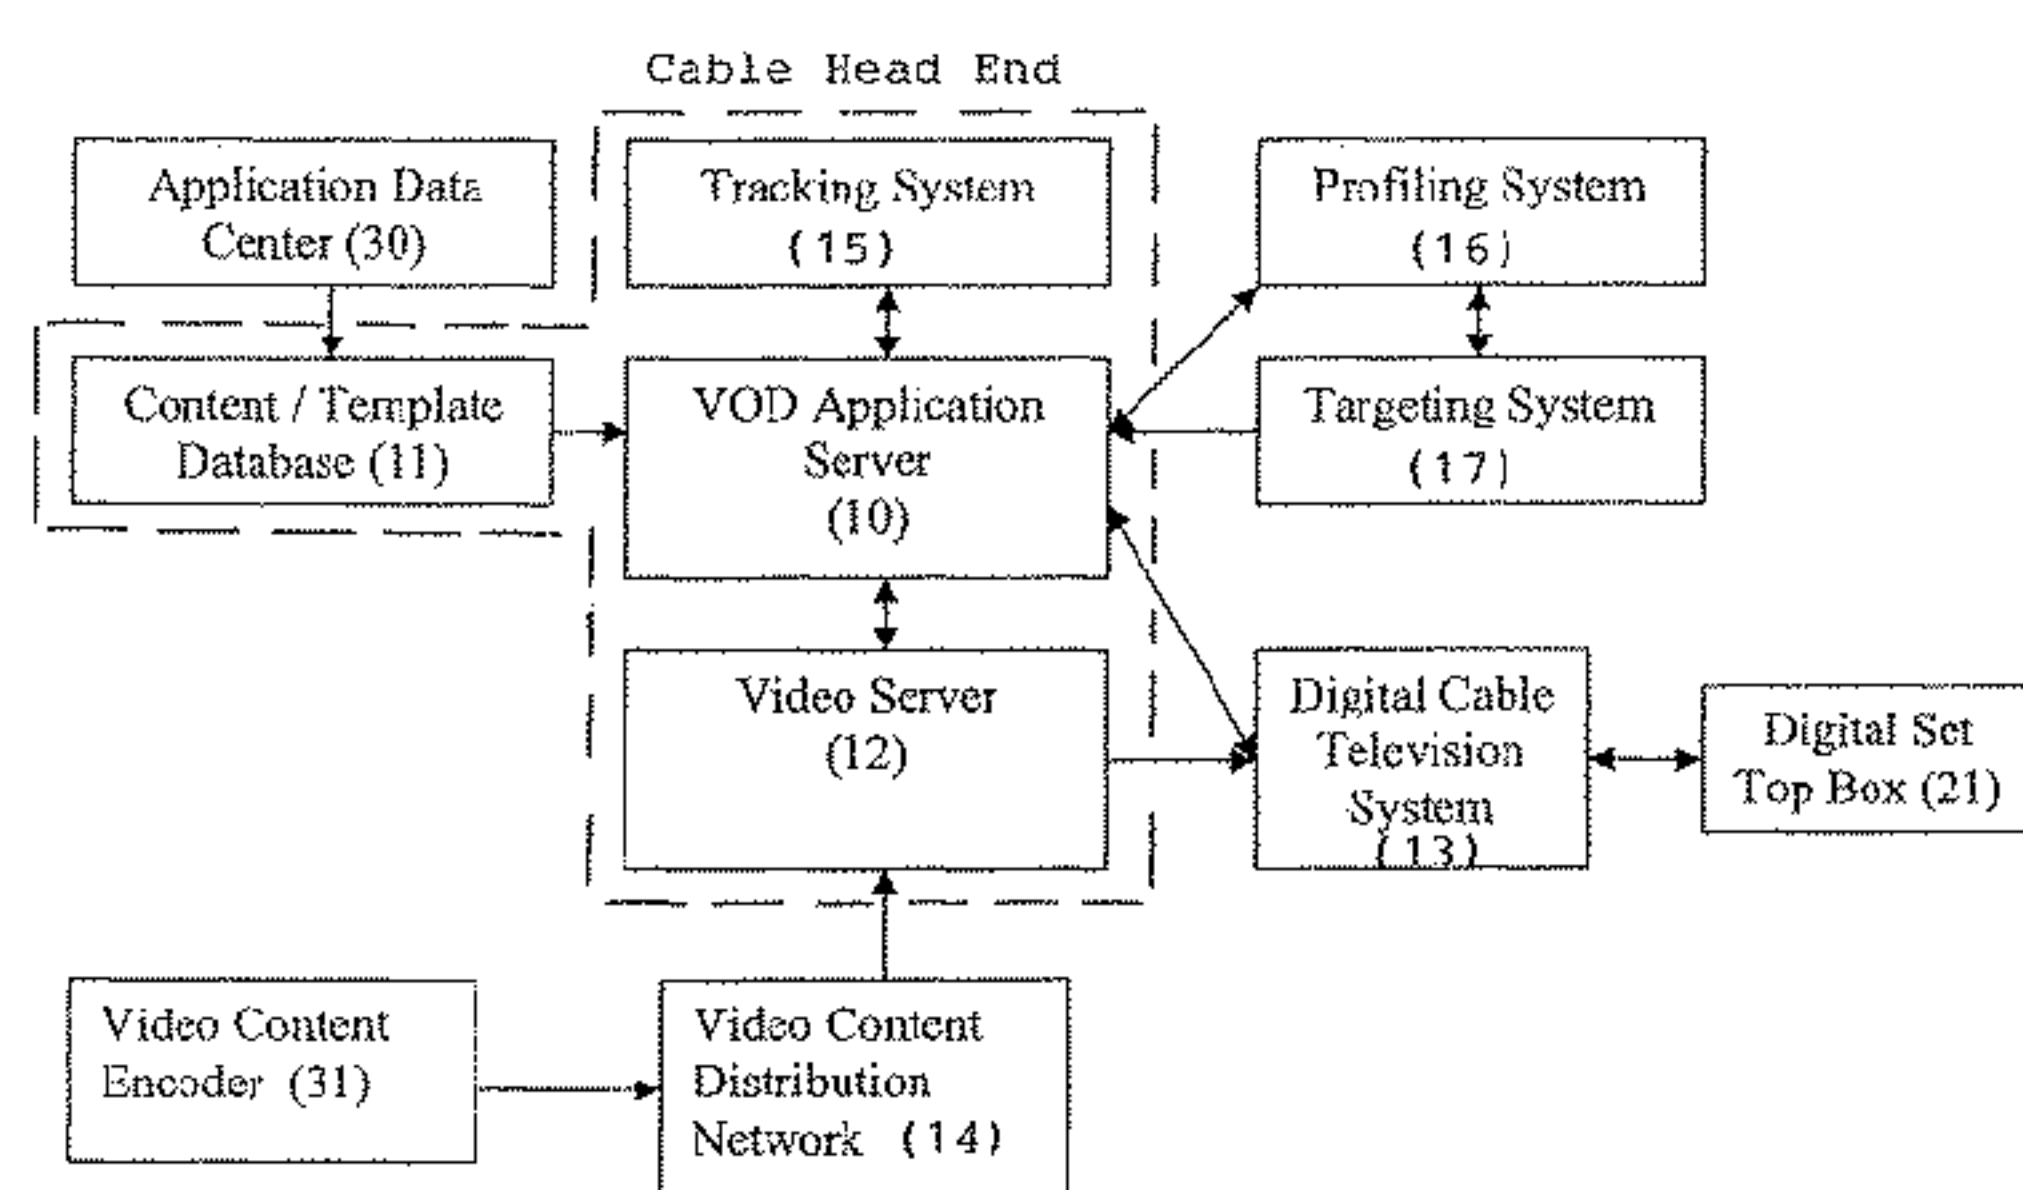 Cable Head End
Application Data
Center (30)
Tracking System
(15)
Profiling System
(16)
Content / Template
Database (11)
VOD Application
Server
(10)
Targeting System
(17)
Video Server
(12)
Digital Cable
Television
System
(13)
Digital Set
Top Box (21)
Video Content
Encoder (31)
Video Content
Distribution
Network (14)